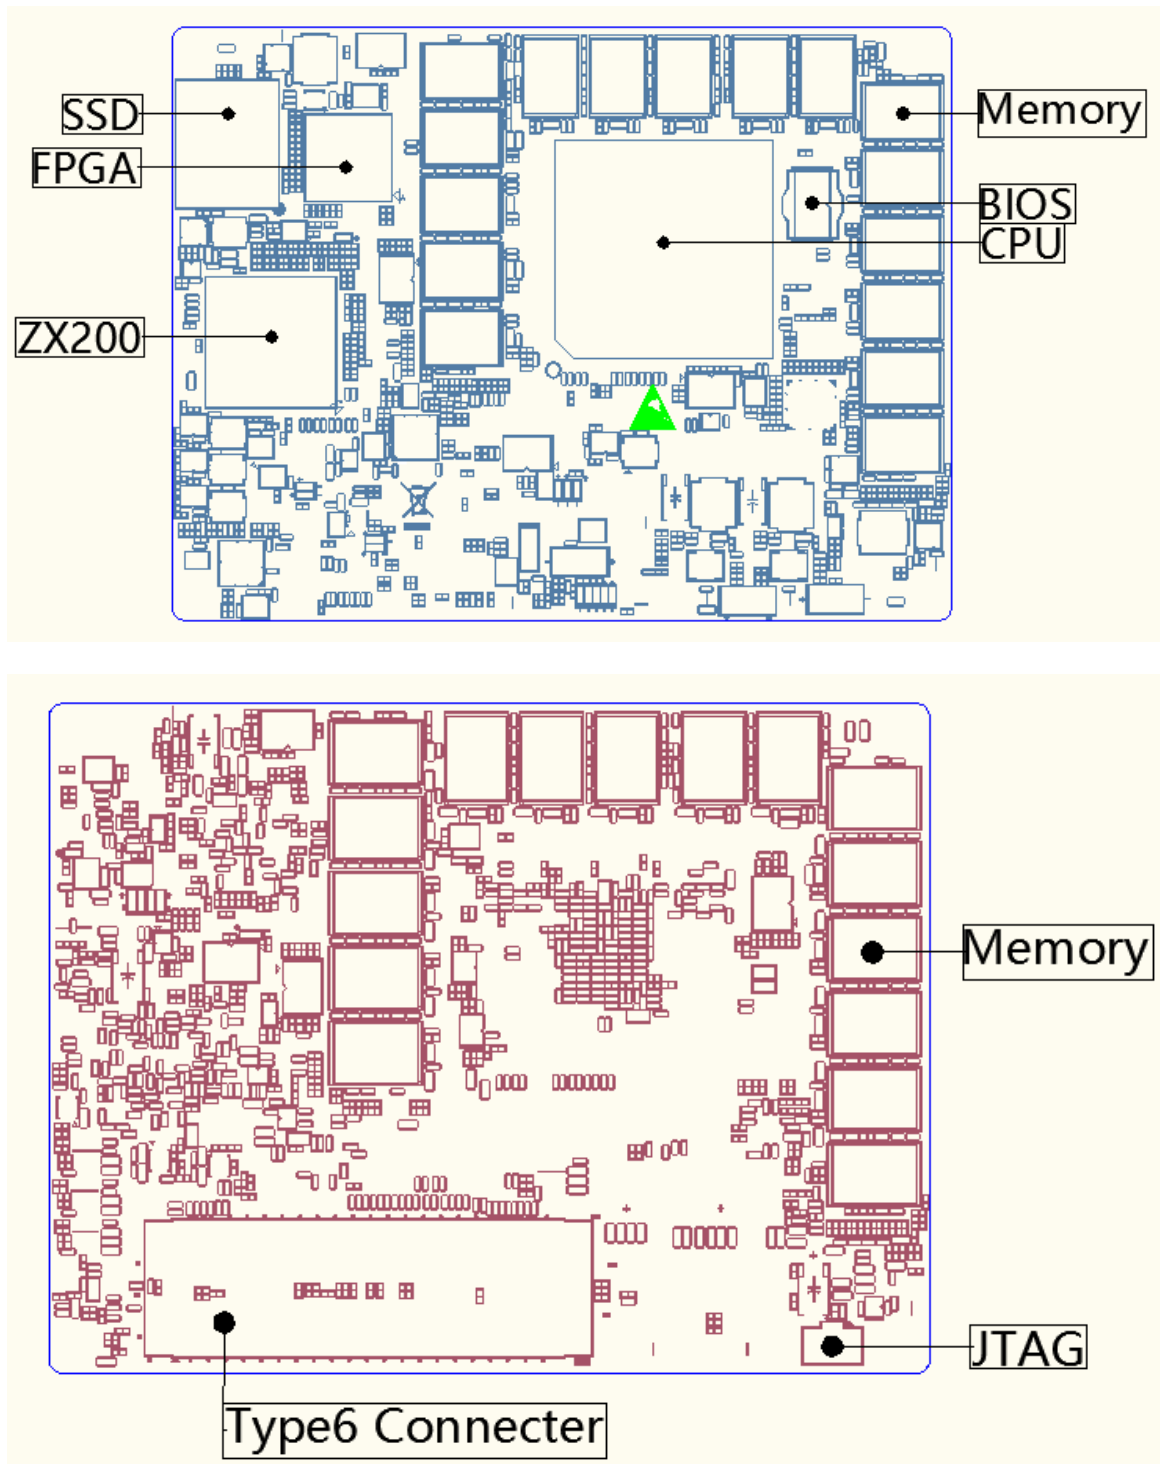 SSD
Memory
FPGA
BIOS
CPU
ZX200
Memory
JTAG
Type6 Connecter